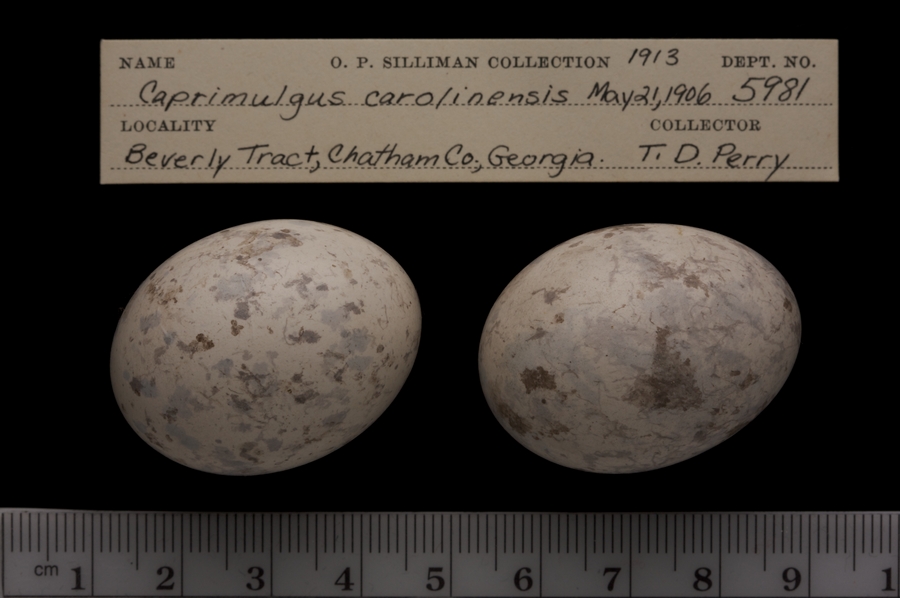 NAME O. P. SILLIMAN COLLECTION 1913 DEPT. NO.
Caprimulgus carolinensis May 21, 1906 5981
LOCALITY COLLECTOR
Beverly Tract, Chatham Co., Georgia. T. D. Perry
cm 1 2 3 4 5 6 7 8 9 1